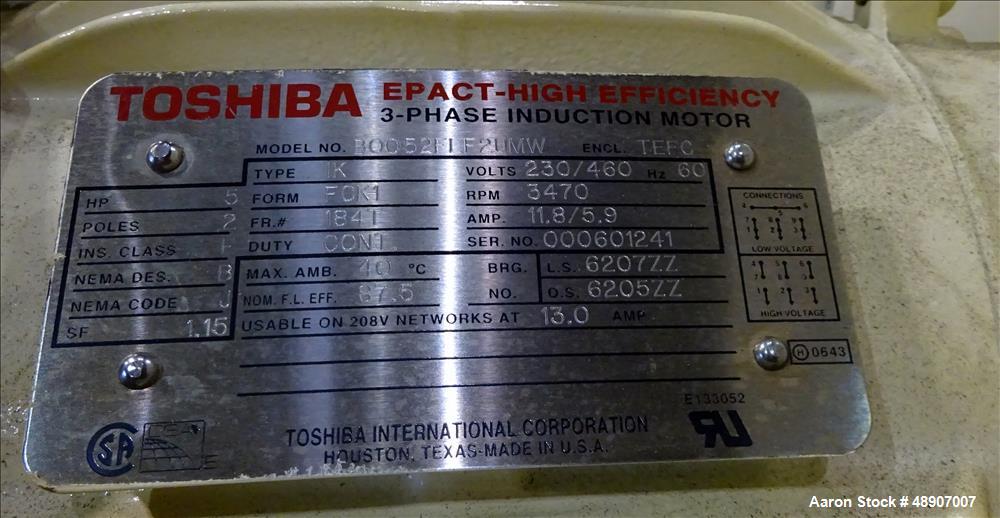 TOSHIBA EPACT-HIGH EFFICIENCY
3-PHASE INDUCTION MOTOR
MODEL NO. ENCL. TEFC
TYPE IK VOLTS 230/460 Hz 60
HP 5 FORM FCK1 RPM 3470
POLES 2 FR.# 184T AMP. 11.8/5.9
INS. CLASS F DUTY CONT. SER. NO. 000601241
NEMA DES. B MAX. AMB. 40 °C BRG. L.S. 6207ZZ
NEMA CODE J NOM. F.L. EFF. 87.5 NO. O.S. 6205ZZ
SF 1.15 USABLE ON 208V NETWORKS AT 13.0 AMP
CONNECTIONS
LOW VOLTAGE
HIGH VOLTAGE
H 0643
E133052
SA
RU
TOSHIBA INTERNATIONAL CORPORATION
HOUSTON, TEXAS-MADE IN U.S.A.
Aaron Stock # 48907007